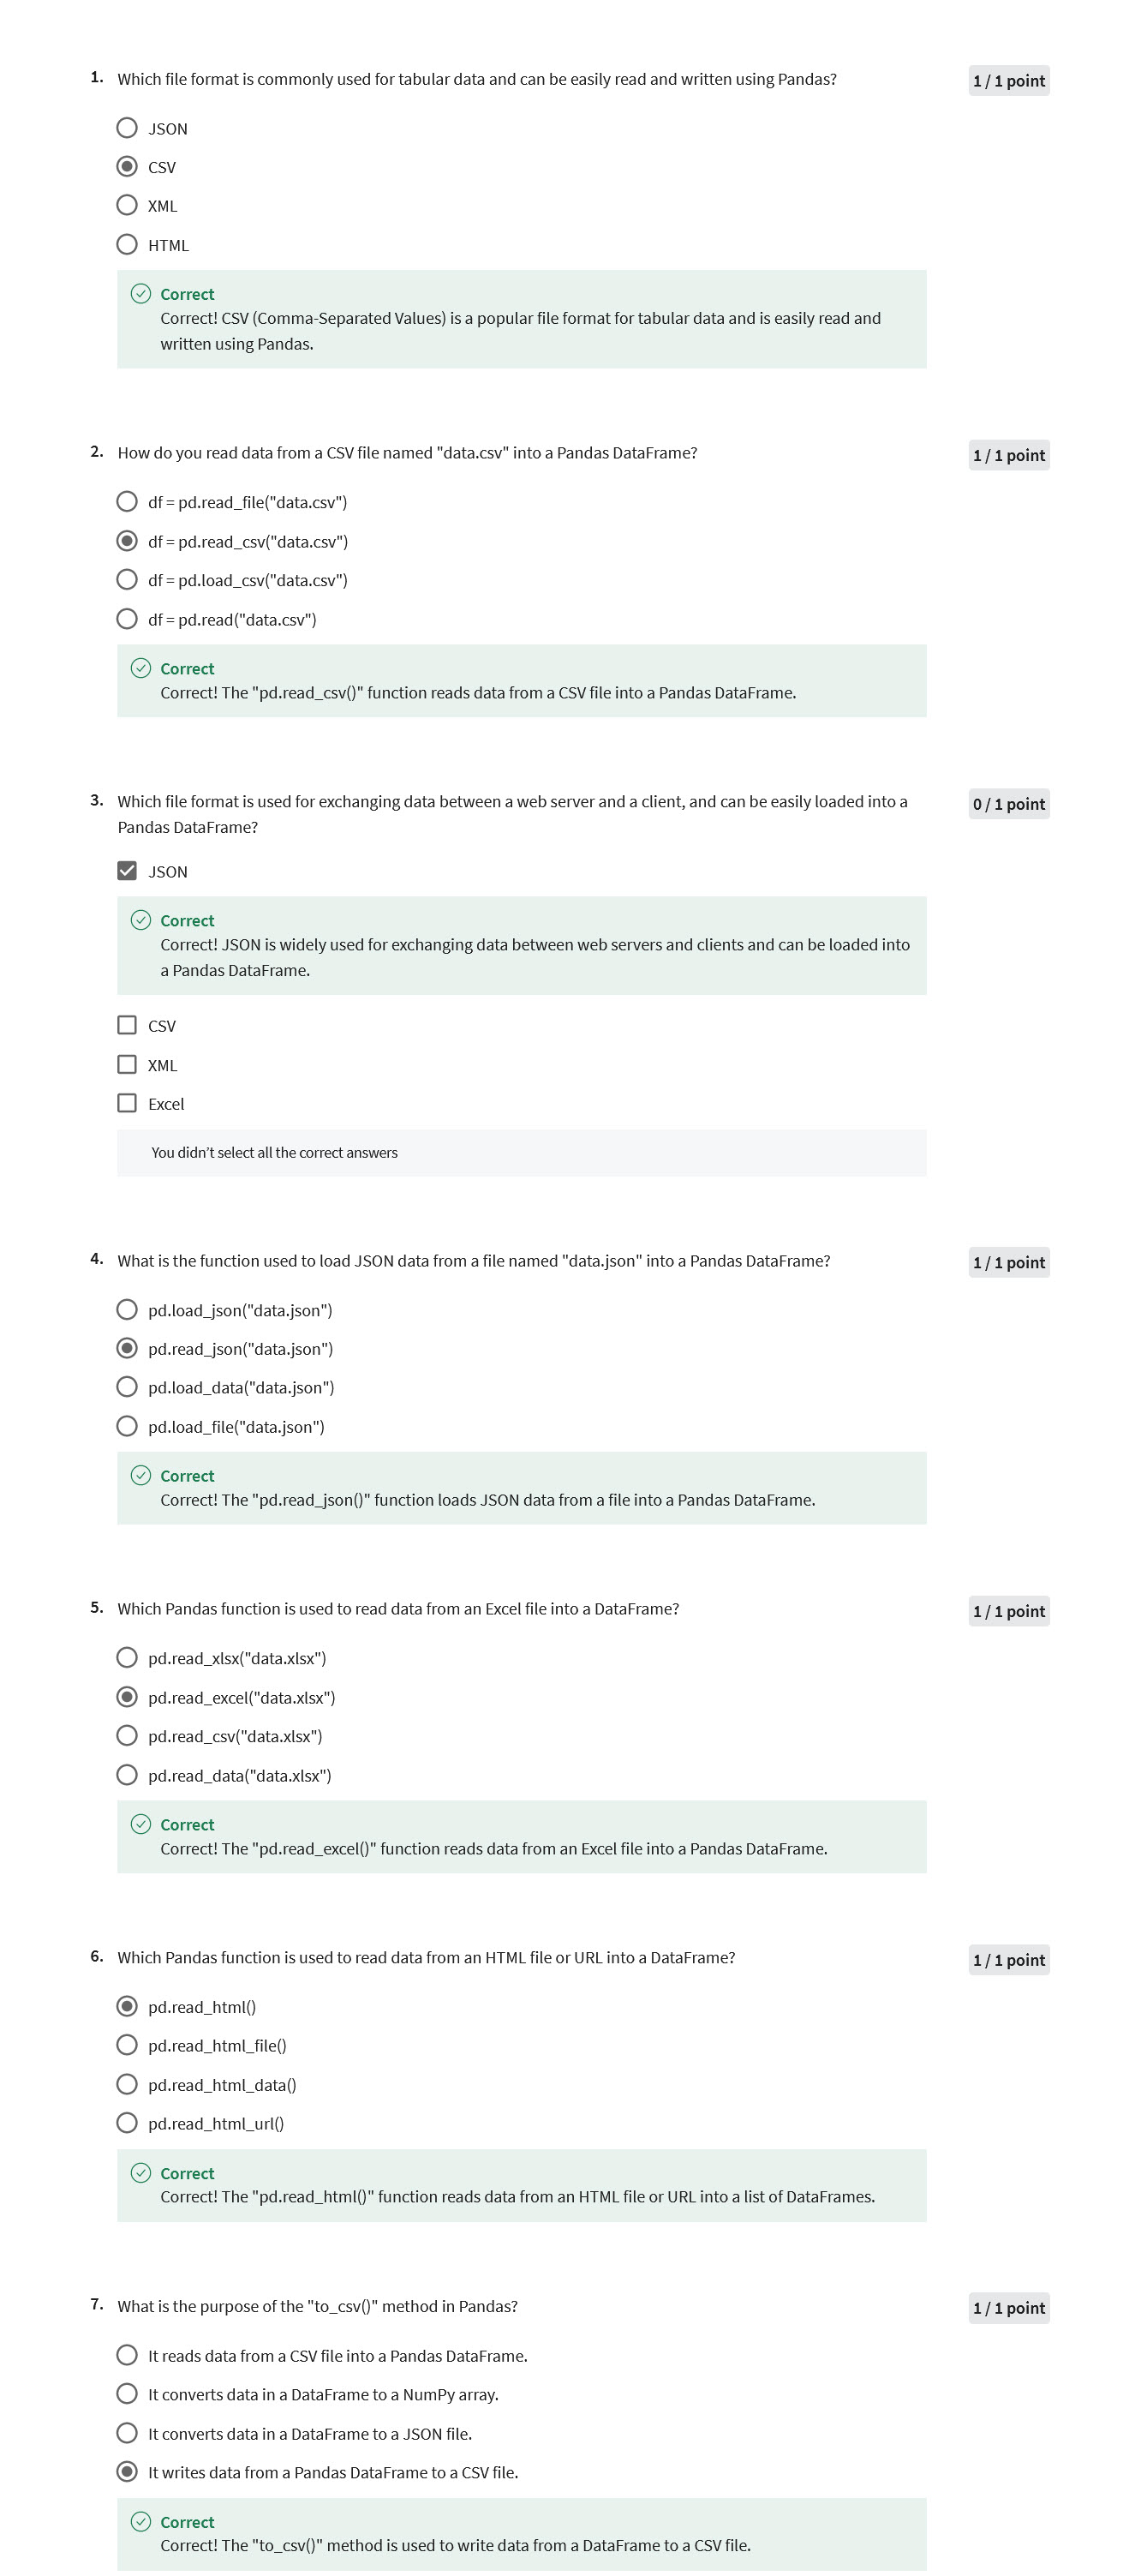 1. Which file format is commonly used for tabular data and can be easily read and written using Pandas? 1 / 1 point
JSON
CSV
XML
HTML
Correct
Correct! CSV (Comma-Separated Values) is a popular file format for tabular data and is easily read and
written using Pandas.
2. How do you read data from a CSV file named "data.csv" into a Pandas DataFrame? 1 / 1 point
df = pd.read_file("data.csv")
df = pd.read_csv("data.csv")
df = pd.load_csv("data.csv")
df = pd.read("data.csv")
Correct
Correct! The "pd.read_csv()" function reads data from a CSV file into a Pandas DataFrame.
3. Which file format is used for exchanging data between a web server and a client, and can be easily loaded into a 0 / 1 point
Pandas DataFrame?
JSON
Correct
Correct! JSON is widely used for exchanging data between web servers and clients and can be loaded into
a Pandas DataFrame.
CSV
XML
Excel
You didn't select all the correct answers
4. What is the function used to load JSON data from a file named "data.json" into a Pandas DataFrame? 1 / 1 point
pd.load_json("data.json")
pd.read_json("data.json")
pd.load_data("data.json")
pd.load_file("data.json")
Correct
Correct! The "pd.read_json()" function loads JSON data from a file into a Pandas DataFrame.
5. Which Pandas function is used to read data from an Excel file into a DataFrame? 1 / 1 point
pd.read_xlsx("data.xlsx")
pd.read_excel("data.xlsx")
pd.read_csv("data.xlsx")
pd.read_data("data.xlsx")
Correct
Correct! The "pd.read_excel()" function reads data from an Excel file into a Pandas DataFrame.
6. Which Pandas function is used to read data from an HTML file or URL into a DataFrame? 1 / 1 point
pd.read_html()
pd.read_html_file()
pd.read_html_data()
pd.read_html_url()
Correct
Correct! The "pd.read_html()" function reads data from an HTML file or URL into a list of DataFrames.
7. What is the purpose of the "to_csv()" method in Pandas? 1 / 1 point
It reads data from a CSV file into a Pandas DataFrame.
It converts data in a DataFrame to a NumPy array.
It converts data in a DataFrame to a JSON file.
It writes data from a Pandas DataFrame to a CSV file.
Correct
Correct! The "to_csv()" method is used to write data from a DataFrame to a CSV file.